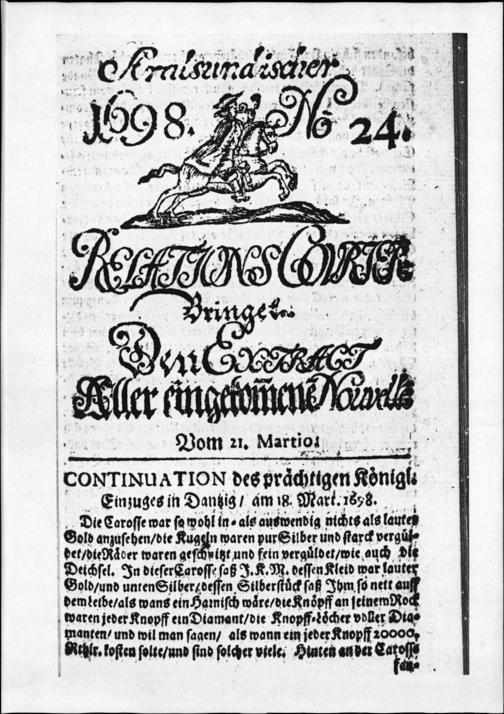 Stralsundischer
1698. No 24.
RELATIONS COURIER
Bringet
Den EXTRACT
Aller eingekom̃ene Nouvelles
Vom 21. Martio:
CONTINUATION des prächtigen Königl:
Einzuges in Dantzig / am 18. Mart. 1698.
Die Carosse war so wohl in- als auswendig nichts als lauter
Gold anzusehen/die Kugeln waren pur Silber und starck vergül-
det/die Räder waren geschnitzt und fein vergüldet/wie auch die
Deichsel. In dieser Carosse saß J. K. M. dessen Kleid war lauter
Gold/und unten Silber/dessen Silberstück saß Ihm so nett auff
dem Leibe/als wans ein Harnisch wäre/die Knöpff an seinem Rock
waren jeder Knopff ein Diamant/die Knopff-Löcher voller Dia-
manten/und wil man sagen/ als wann ein jeder Knopff 20000.
Rthlr. kosten solte/und sind solcher viele. Hinten an der Carosse